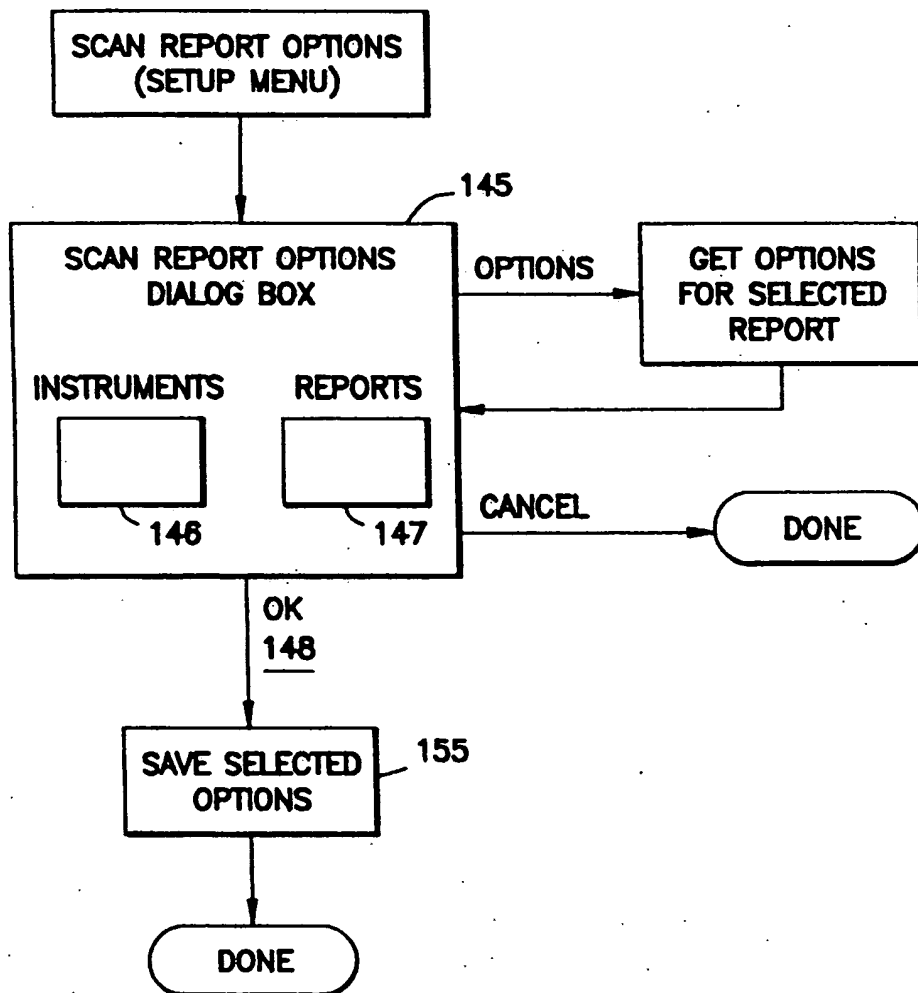 SCAN REPORT OPTIONS
(SETUP MENU)
145
SCAN REPORT OPTIONS
DIALOG BOX
OPTIONS
GET OPTIONS
FOR SELECTED
REPORT
INSTRUMENTS
REPORTS
146
147
CANCEL
DONE
OK
148
SAVE SELECTED
OPTIONS
155
DONE